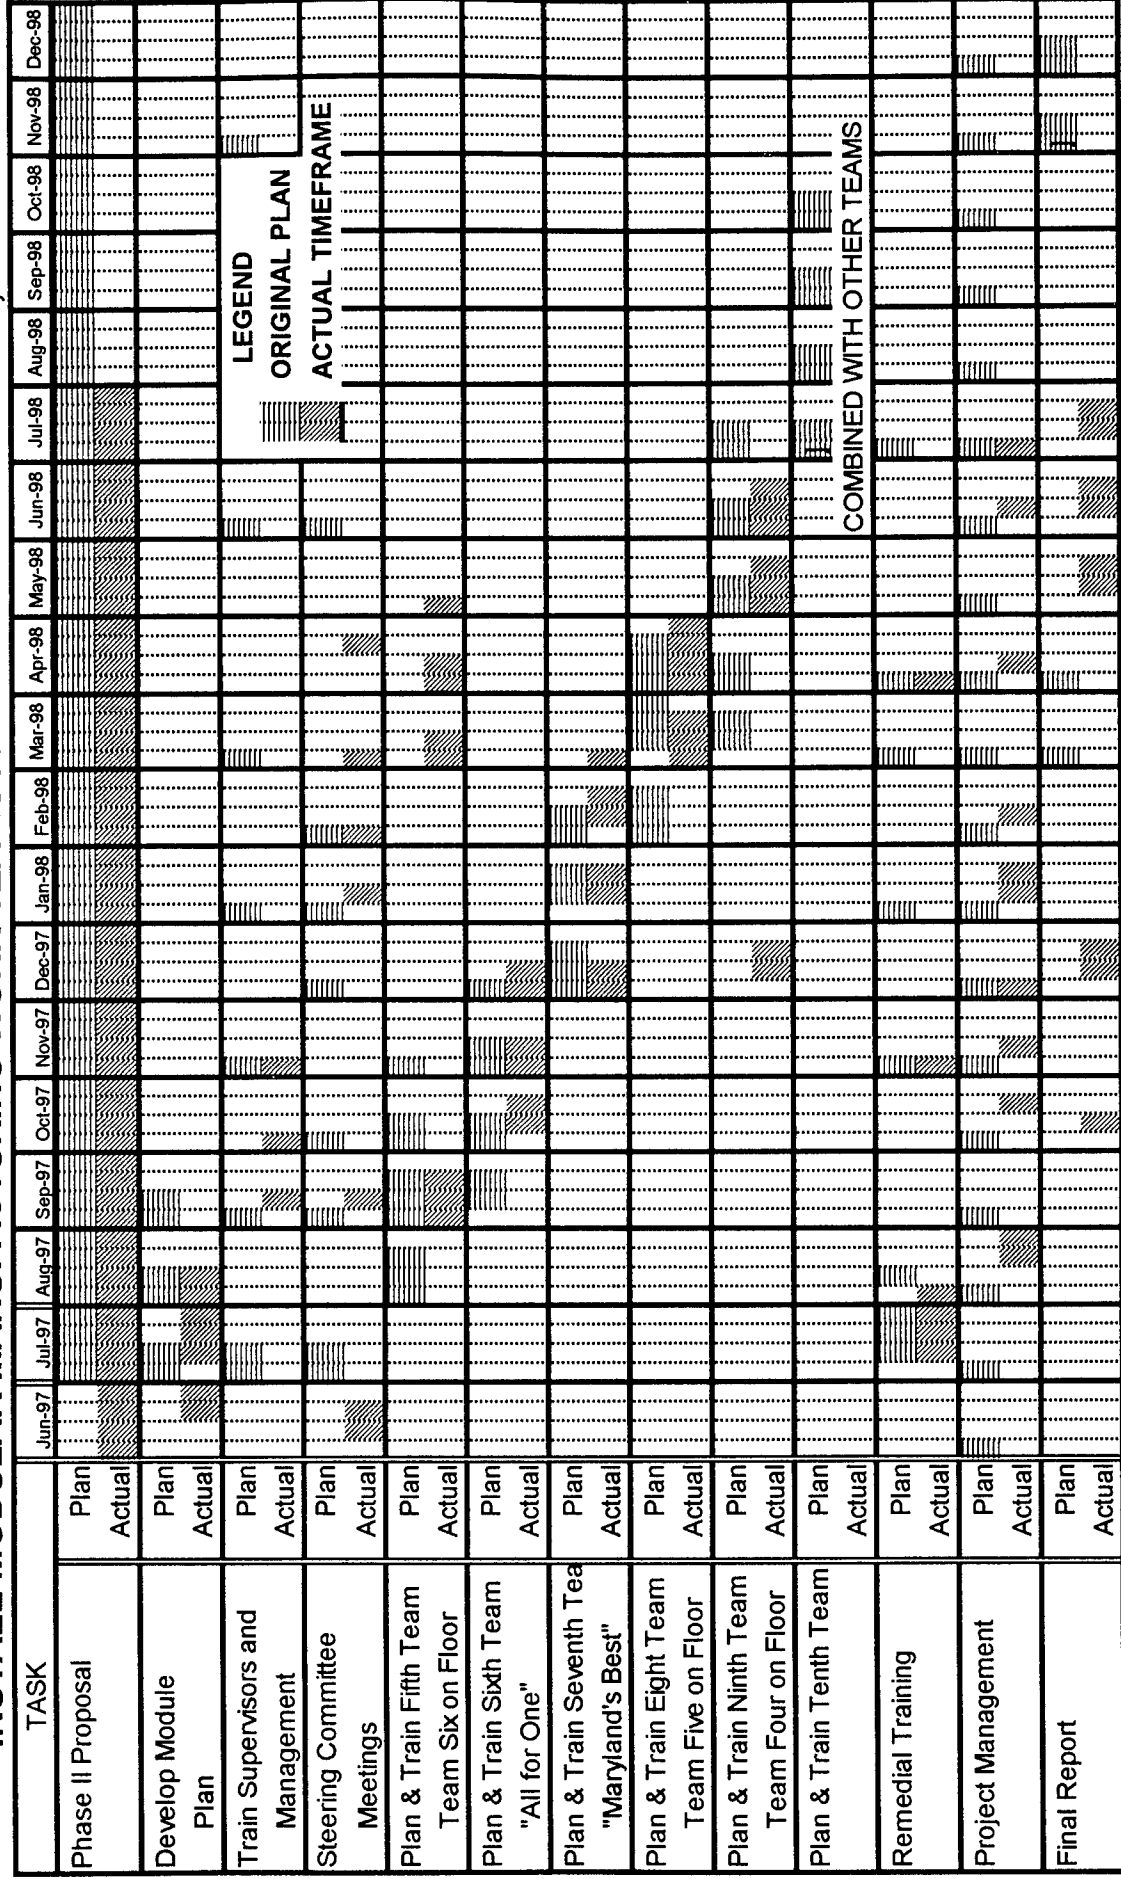 TASK
Jun-97 Jul-97 Aug-97 Sep-97 Oct-97 Nov-97 Dec-97 Jan-98 Feb-98 Mar-98 Apr-98 May-98 Jun-98 Jul-98 Aug-98 Sep-98 Oct-98 Nov-98 Dec-98
Phase II Proposal Plan
Actual
Develop Module Plan
Plan Actual
Train Supervisors and Plan
Management Actual
LEGEND
ORIGINAL PLAN
ACTUAL TIMEFRAME
Steering Committee Plan
Meetings Actual
Plan & Train Fifth Team Plan
Team Six on Floor Actual
Plan & Train Sixth Team Plan
"All for One" Actual
Plan & Train Seventh Tea Plan
"Maryland's Best" Actual
Plan & Train Eight Team Plan
Team Five on Floor Actual
Plan & Train Ninth Team Plan
Team Four on Floor Actual
Plan & Train Tenth Team Plan
Actual COMBINED WITH OTHER TEAMS
Remedial Training Plan
Actual
Project Management Plan
Actual
Final Report Plan
Actual